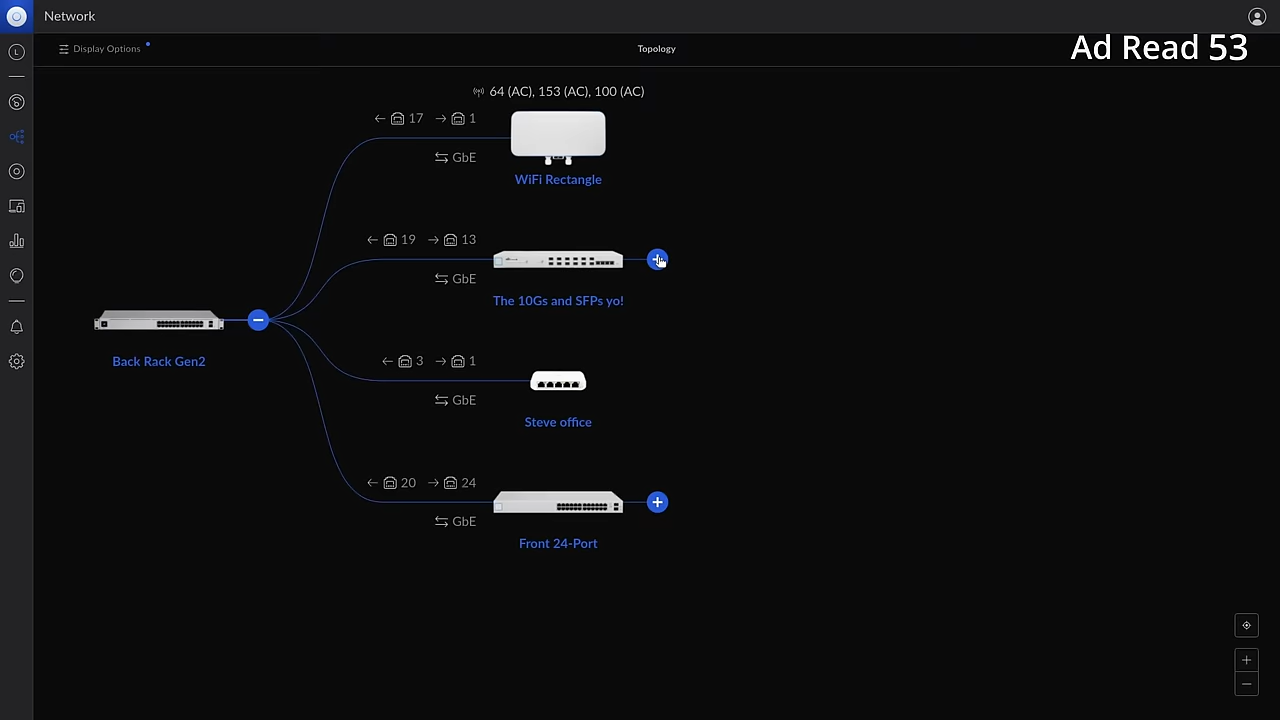 Network
Display Options
Topology
Ad Read 53
64 (AC), 153 (AC), 100 (AC)
← 17 → 1
GbE
WiFi Rectangle
← 19 → 13
GbE
The 10Gs and SFPs yo!
Back Rack Gen2
← 3 → 1
GbE
Steve office
← 20 → 24
GbE
Front 24-Port